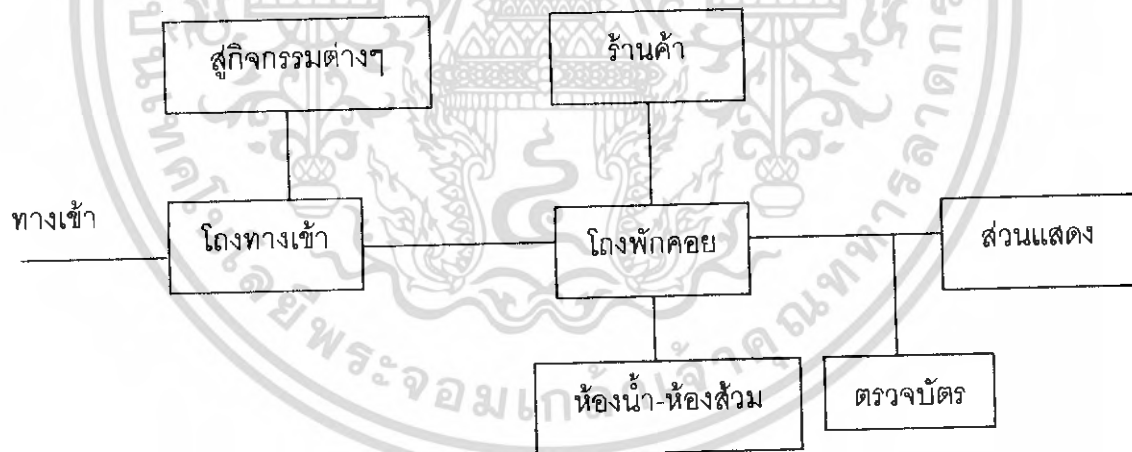 สู่กิจกรรมต่างๆ
ร้านค้า
ทางเข้า
โถงทางเข้า
โถงพักคอย
ส่วนแสดง
ห้องน้ำ-ห้องส้วม
ตรวจบัตร